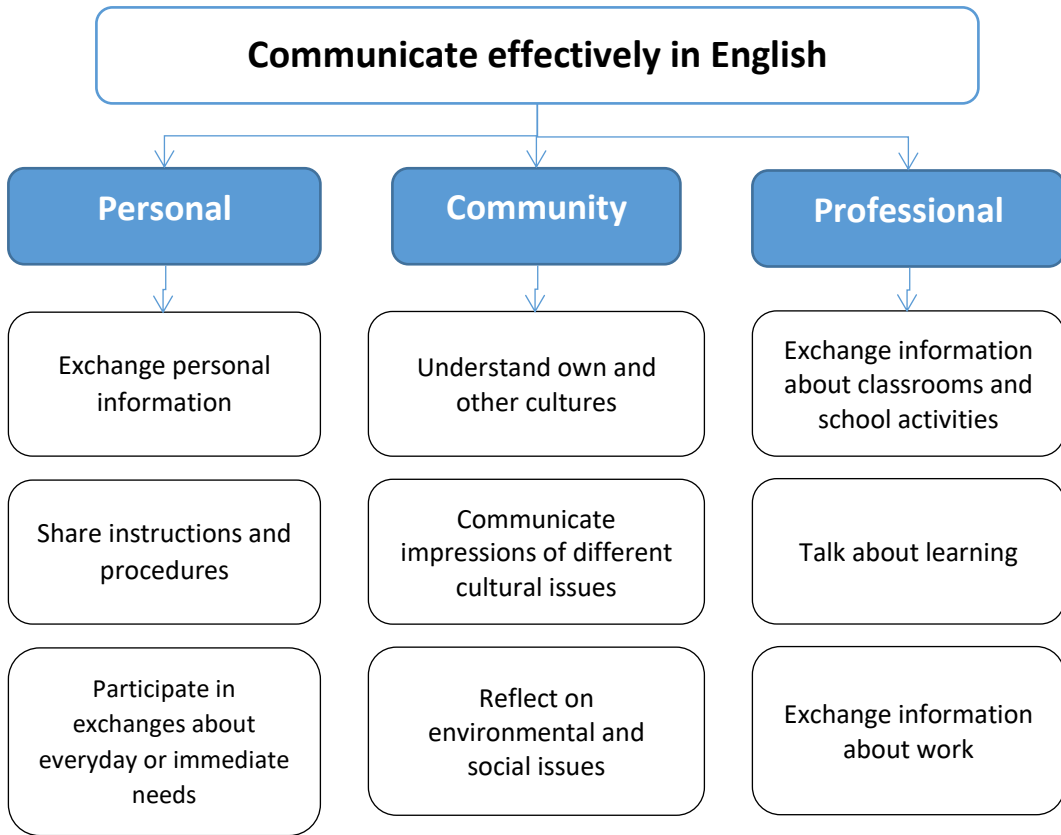 Communicate effectively in English
Personal
Community
Professional
Exchange personal
information
Understand own and
other cultures
Exchange information
about classrooms and
school activities
Share instructions and
procedures
Communicate
impressions of different
cultural issues
Talk about learning
Participate in
exchanges about
everyday or immediate
needs
Reflect on
environmental and
social issues
Exchange information
about work